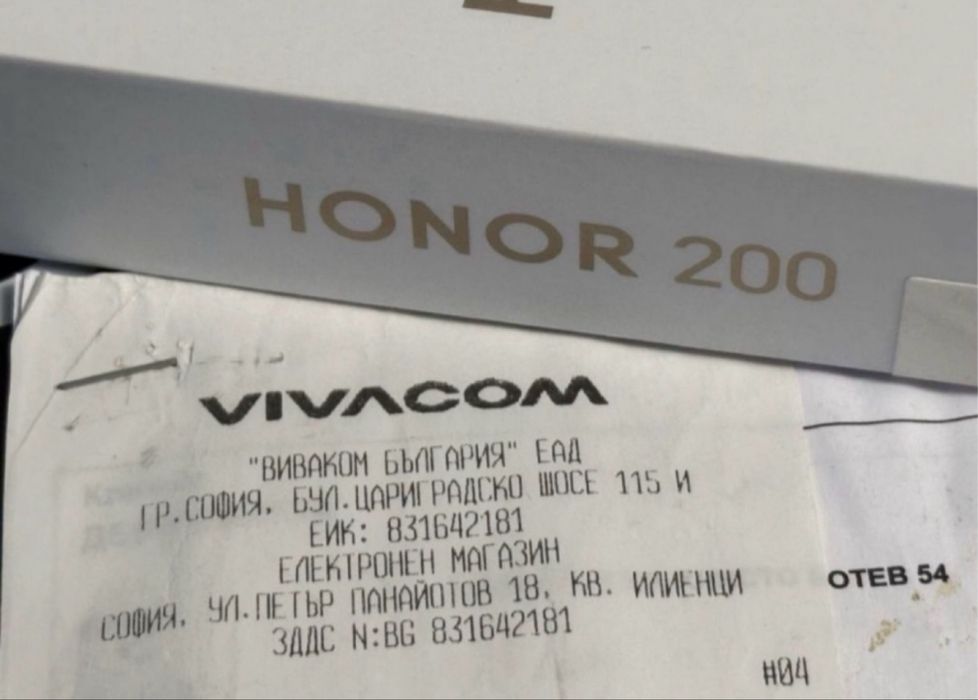 HONOR 200
VIVACOM
"ВИВАКОМ БЪЛГАРИЯ" ЕАД
ГР.СОФИЯ, БУЛ.ЦАРИГРАДСКО ШОСЕ 115 И
ЕИК: 831642181
ЕЛЕКТРОНЕН МАГАЗИН
СОФИЯ, УЛ.ПЕТЪР ПАНАЙОТОВ 18, КВ. ИЛИЕНЦИ
ЗДДС N:BG 831642181
ОТЕВ 54
#04